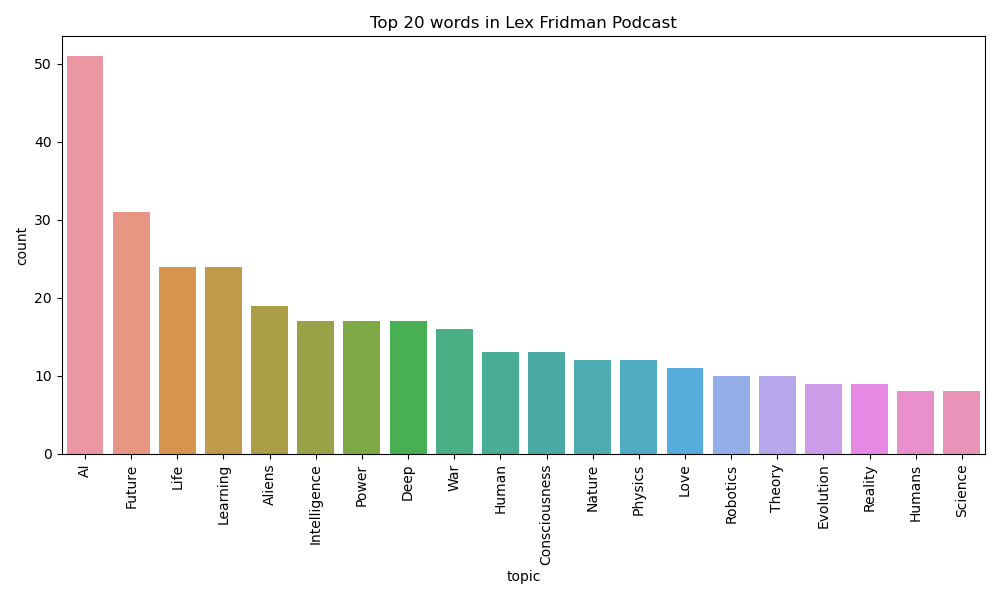 Top 20 words in Lex Fridman Podcast
50
40
30
20
10
0
count
AI
Future
Life
Learning
Aliens
Intelligence
Power
Deep
War
Human
Consciousness
Nature
Physics
Love
Robotics
Theory
Evolution
Reality
Humans
Science
topic